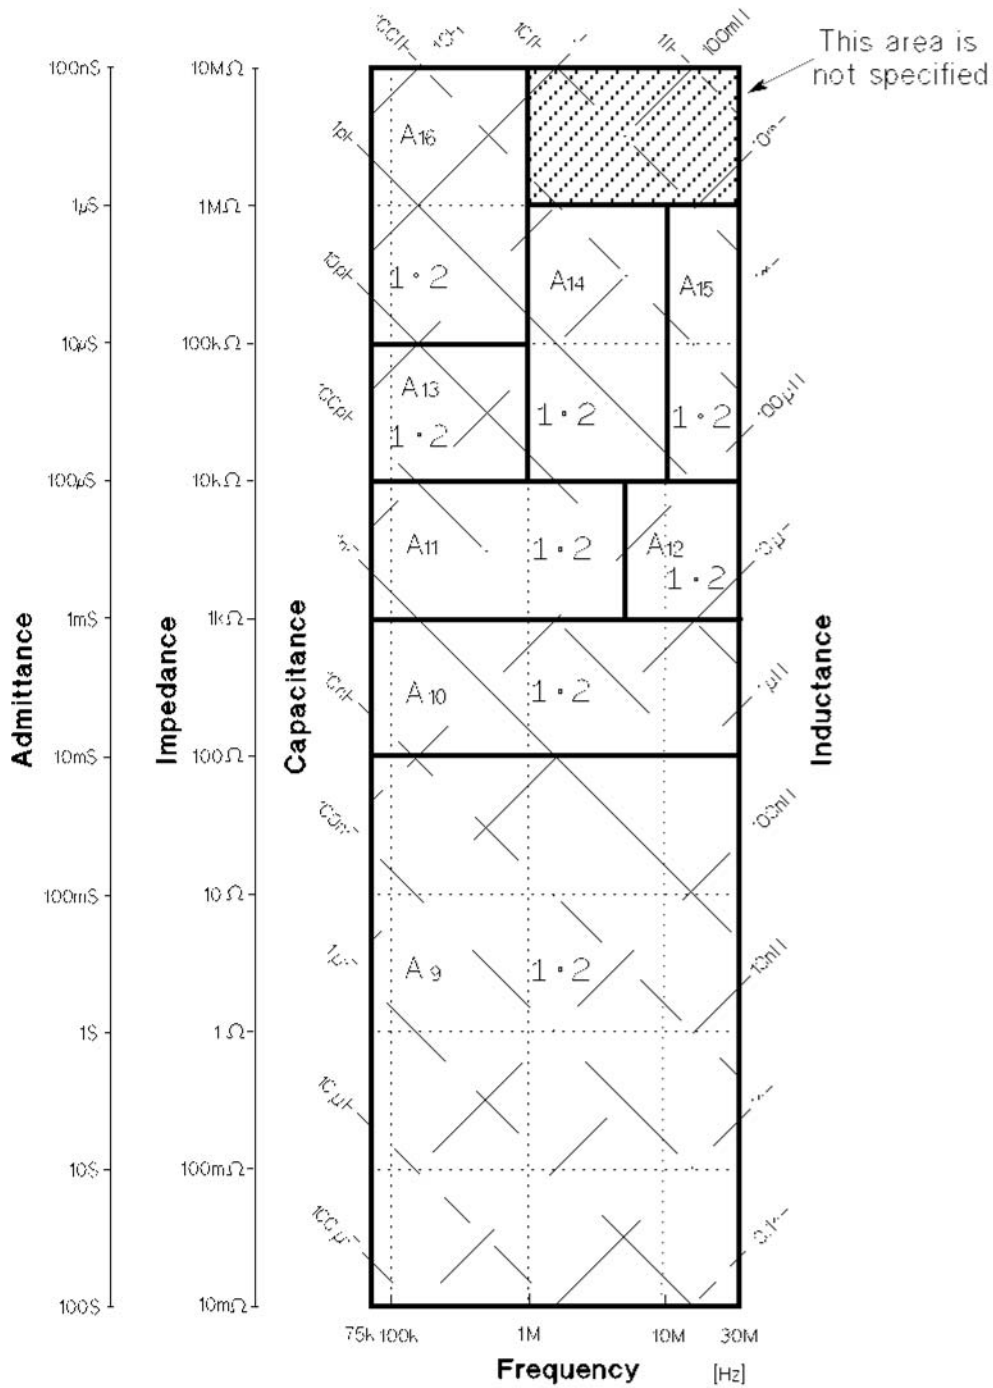 This area is
not specified
100nS
10MΩ
100mH
A16
1μS
1MΩ
1•2
A14
A15
10μS
100kΩ
A13
1•2
1•2
1•2
100μS
10kΩ
A11
1•2
A12
1•2
1mS
1kΩ
Admittance
Impedance
Capacitance
Inductance
A10
1•2
10mS
100Ω
100mS
10Ω
A9
1•2
10nH
1S
1Ω
10S
100mΩ
100S
10mΩ
75k 100k 1M 10M 30M
Frequency [Hz]